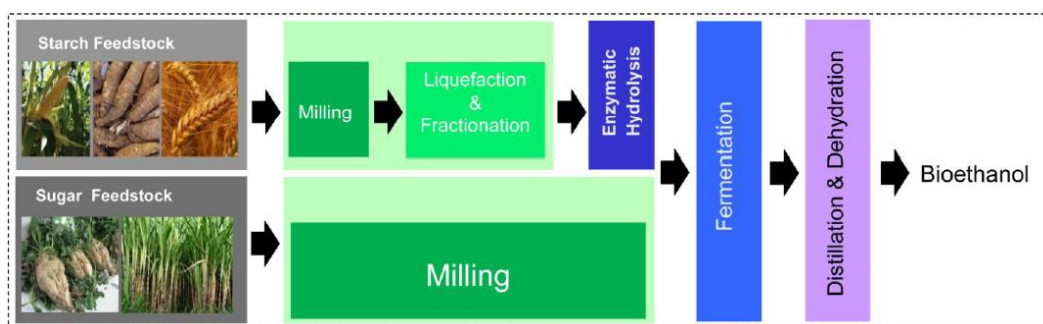 Starch Feedstock
Milling
Liquefaction
&
Fractionation
Enzymatic
Hydrolysis
Sugar Feedstock
Milling
Fermentation
Distillation & Dehydration
Bioethanol